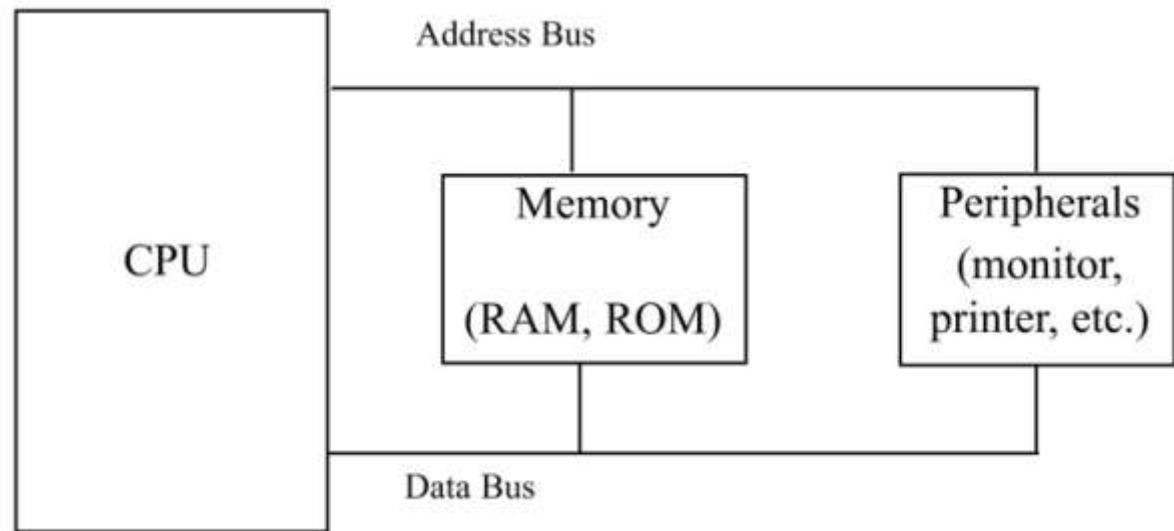 Address Bus
CPU
Memory
(RAM, ROM)
Peripherals
(monitor,
printer, etc.)
Data Bus